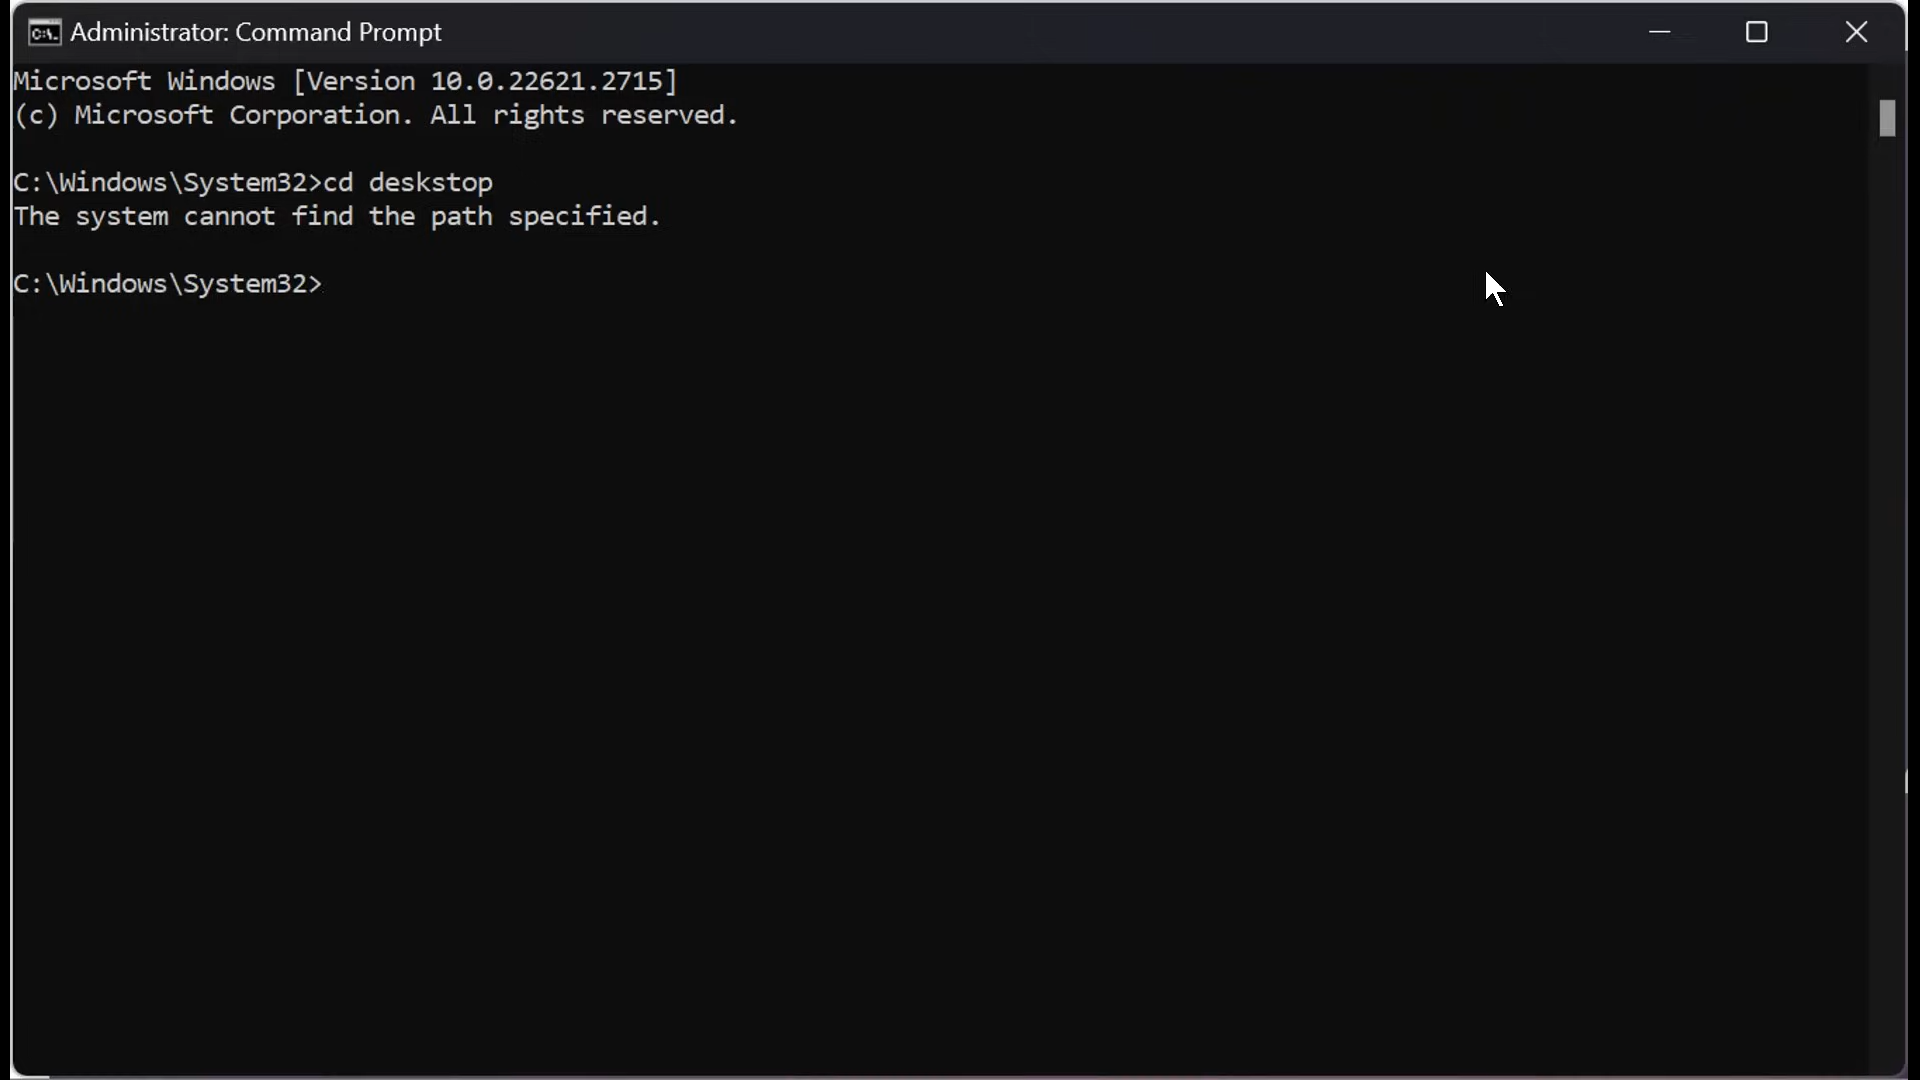 Administrator: Command Prompt
Microsoft Windows [Version 10.0.22621.2715]
(c) Microsoft Corporation. All rights reserved.
C:\Windows\System32>cd deskstop
The system cannot find the path specified.
C:\Windows\System32>